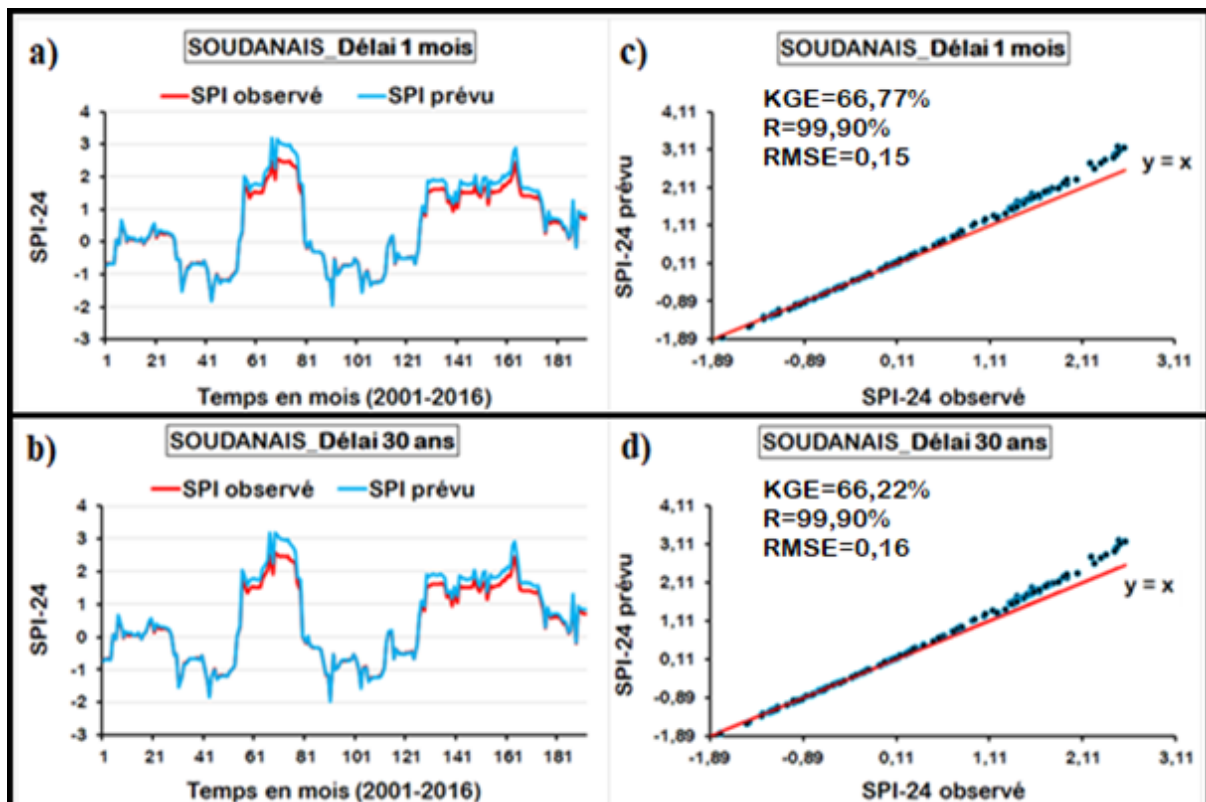 a)
SOUDANAIS_Délai 1 mois
SPI observé SPI prévu
SPI-24
4
3
2
1
0
-1
-2
-3
1 21 41 61 81 101 121 141 161 181
Temps en mois (2001-2016)
c)
SOUDANAIS_Délai 1 mois
KGE=66,77%
R=99,90%
RMSE=0,15
y = x
SPI-24 prévu
4,11
3,11
2,11
1,11
0,11
-0,89
-1,89
-1,89 -0,89 0,11 1,11 2,11 3,11
SPI-24 observé
b)
SOUDANAIS_Délai 30 ans
SPI observé SPI prévu
SPI-24
4
3
2
1
0
-1
-2
-3
1 21 41 61 81 101 121 141 161 181
Temps en mois (2001-2016)
d)
SOUDANAIS_Délai 30 ans
KGE=66,22%
R=99,90%
RMSE=0,16
y = x
SPI-24 prévu
4,11
3,11
2,11
1,11
0,11
-0,89
-1,89
-1,89 -0,89 0,11 1,11 2,11 3,11
SPI-24 observé